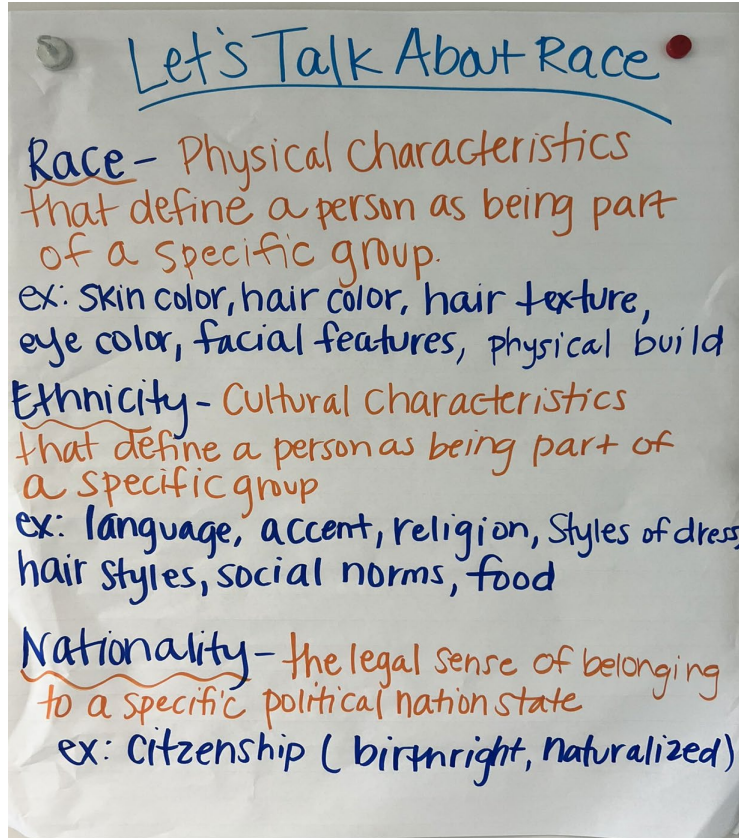 Let's Talk About Race
Race - Physical Characteristics
that define a person as being part
of a specific group.
ex: skin color, hair color, hair texture,
eye color, facial features, physical build
Ethnicity - Cultural Characteristics
that define a person as being part of
a specific group
ex: language, accent, religion, Styles of dress,
hair styles, social norms, food
Nationality - the legal sense of belonging
to a specific political nation state
ex: citzenship (birthright, naturalized)